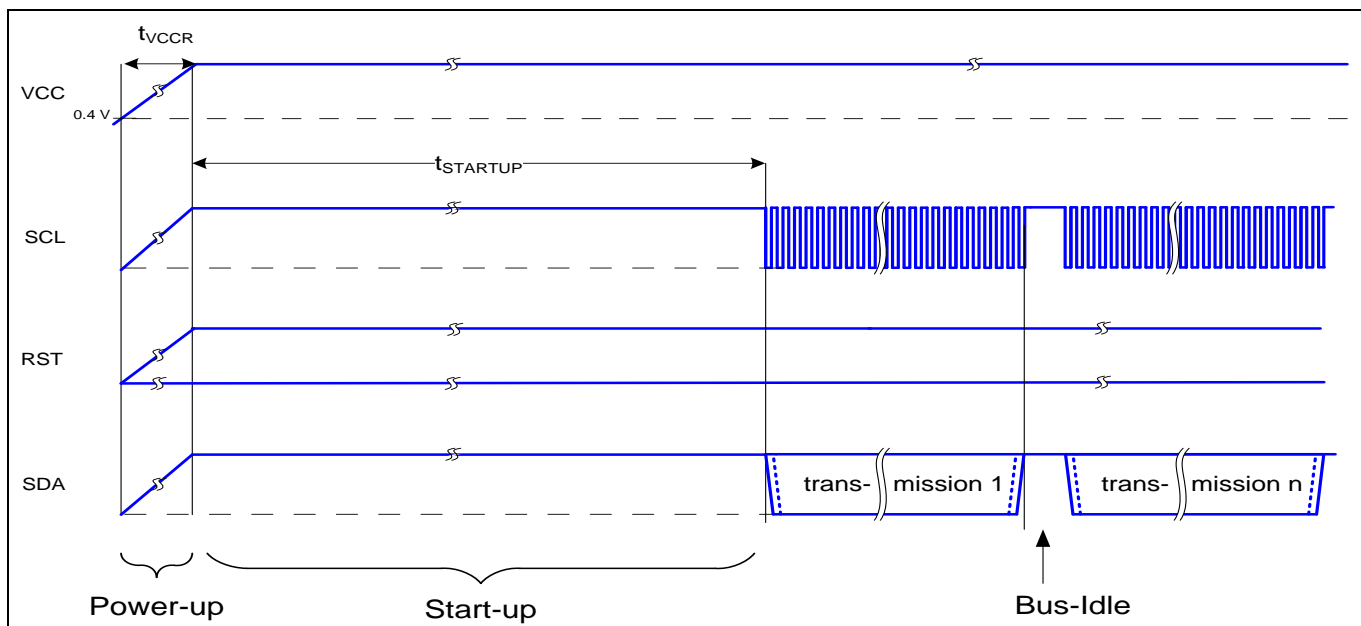 tVCCR
VCC
0.4 V
tSTARTUP
SCL
RST
SDA
trans- mission 1
trans- mission n
Power-up
Start-up
Bus-Idle